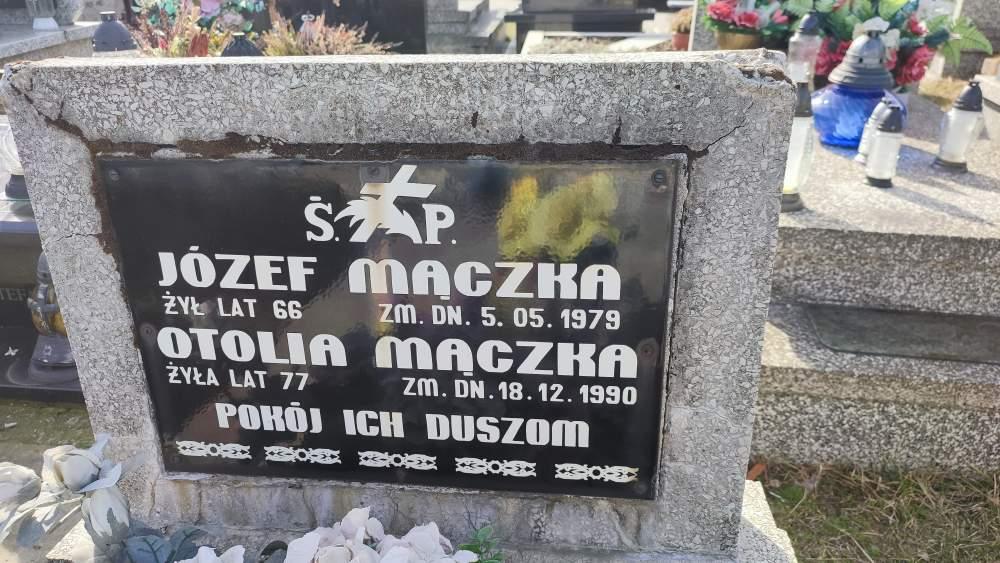 Ś. P.
JÓZEF MĄCZKA
ŻYŁ LAT 66 ZM. DN. 5. 05. 1979
OTOLIA MĄCZKA
ŻYŁA LAT 77 ZM. DN. 18. 12. 1990
POKÓJ ICH DUSZOM